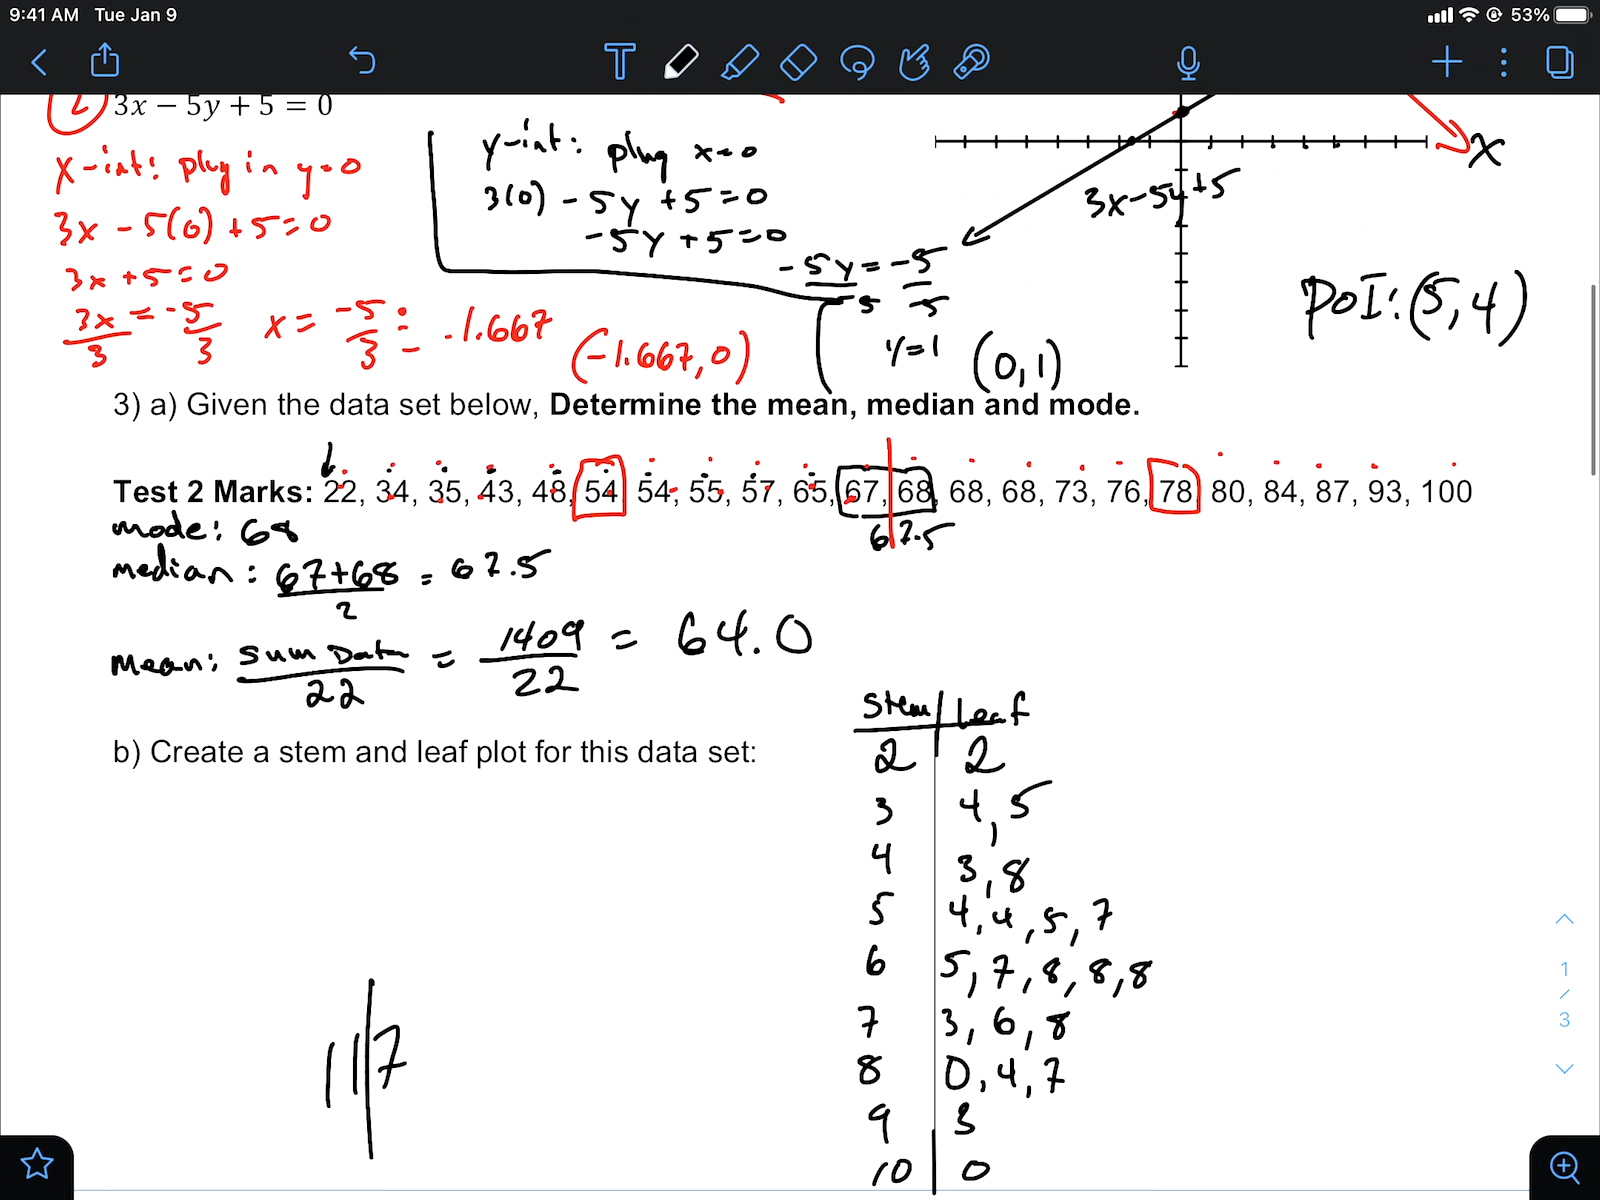 9:41 AM Tue Jan 9
53%
2 3x − 5y + 5 = 0
x-int: plug in y=0
3x - 5(0) + 5 = 0
3x + 5 = 0
3x = -5
3 3
x = -5 = -1.667
3
(-1.667, 0)
y-int: plug x=0
3(0) - 5y + 5 = 0
-5y + 5 = 0
-5y = -5
-5 -5
y = 1 (0, 1)
x
3x-5y+5
POI: (5, 4)
3) a) Given the data set below, Determine the mean, median and mode.
Test 2 Marks: 22, 34, 35, 43, 48, 54, 54, 55, 57, 65, 67, 68, 68, 68, 73, 76, 78, 80, 84, 87, 93, 100
67.5
mode: 68
median: 67+68 = 67.5
2
Mean: Sum Data = 1409 = 64.0
22 22
b) Create a stem and leaf plot for this data set:
Stem | Leaf
2 | 2
3 | 4, 5
4 | 3, 8
5 | 4, 4, 5, 7
6 | 5, 7, 8, 8, 8
7 | 3, 6, 8
8 | 0, 4, 7
9 | 3
10 | 0
11 | 7
1 / 3